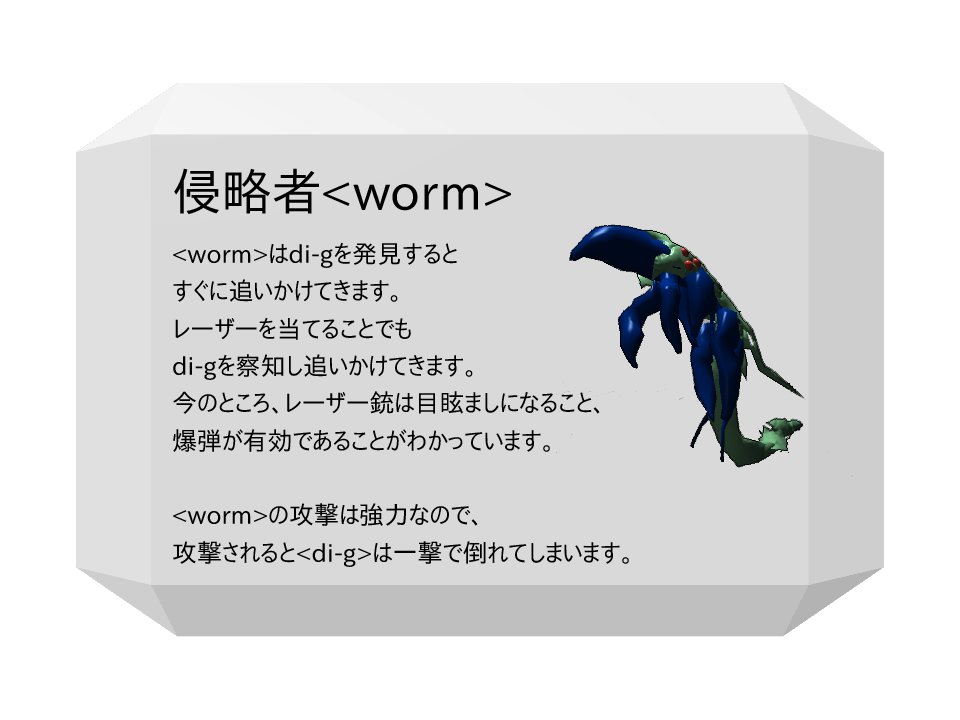 侵略者<worm>
<worm>はdi-gを発見すると
すぐに追いかけてきます。
レーザーを当てることでも
di-gを察知し追いかけてきます。
今のところ、レーザー銃は目眩ましになること、
爆弾が有効であることがわかっています。
<worm>の攻撃は強力なので、
攻撃されると<di-g>は一撃で倒れてしまいます。